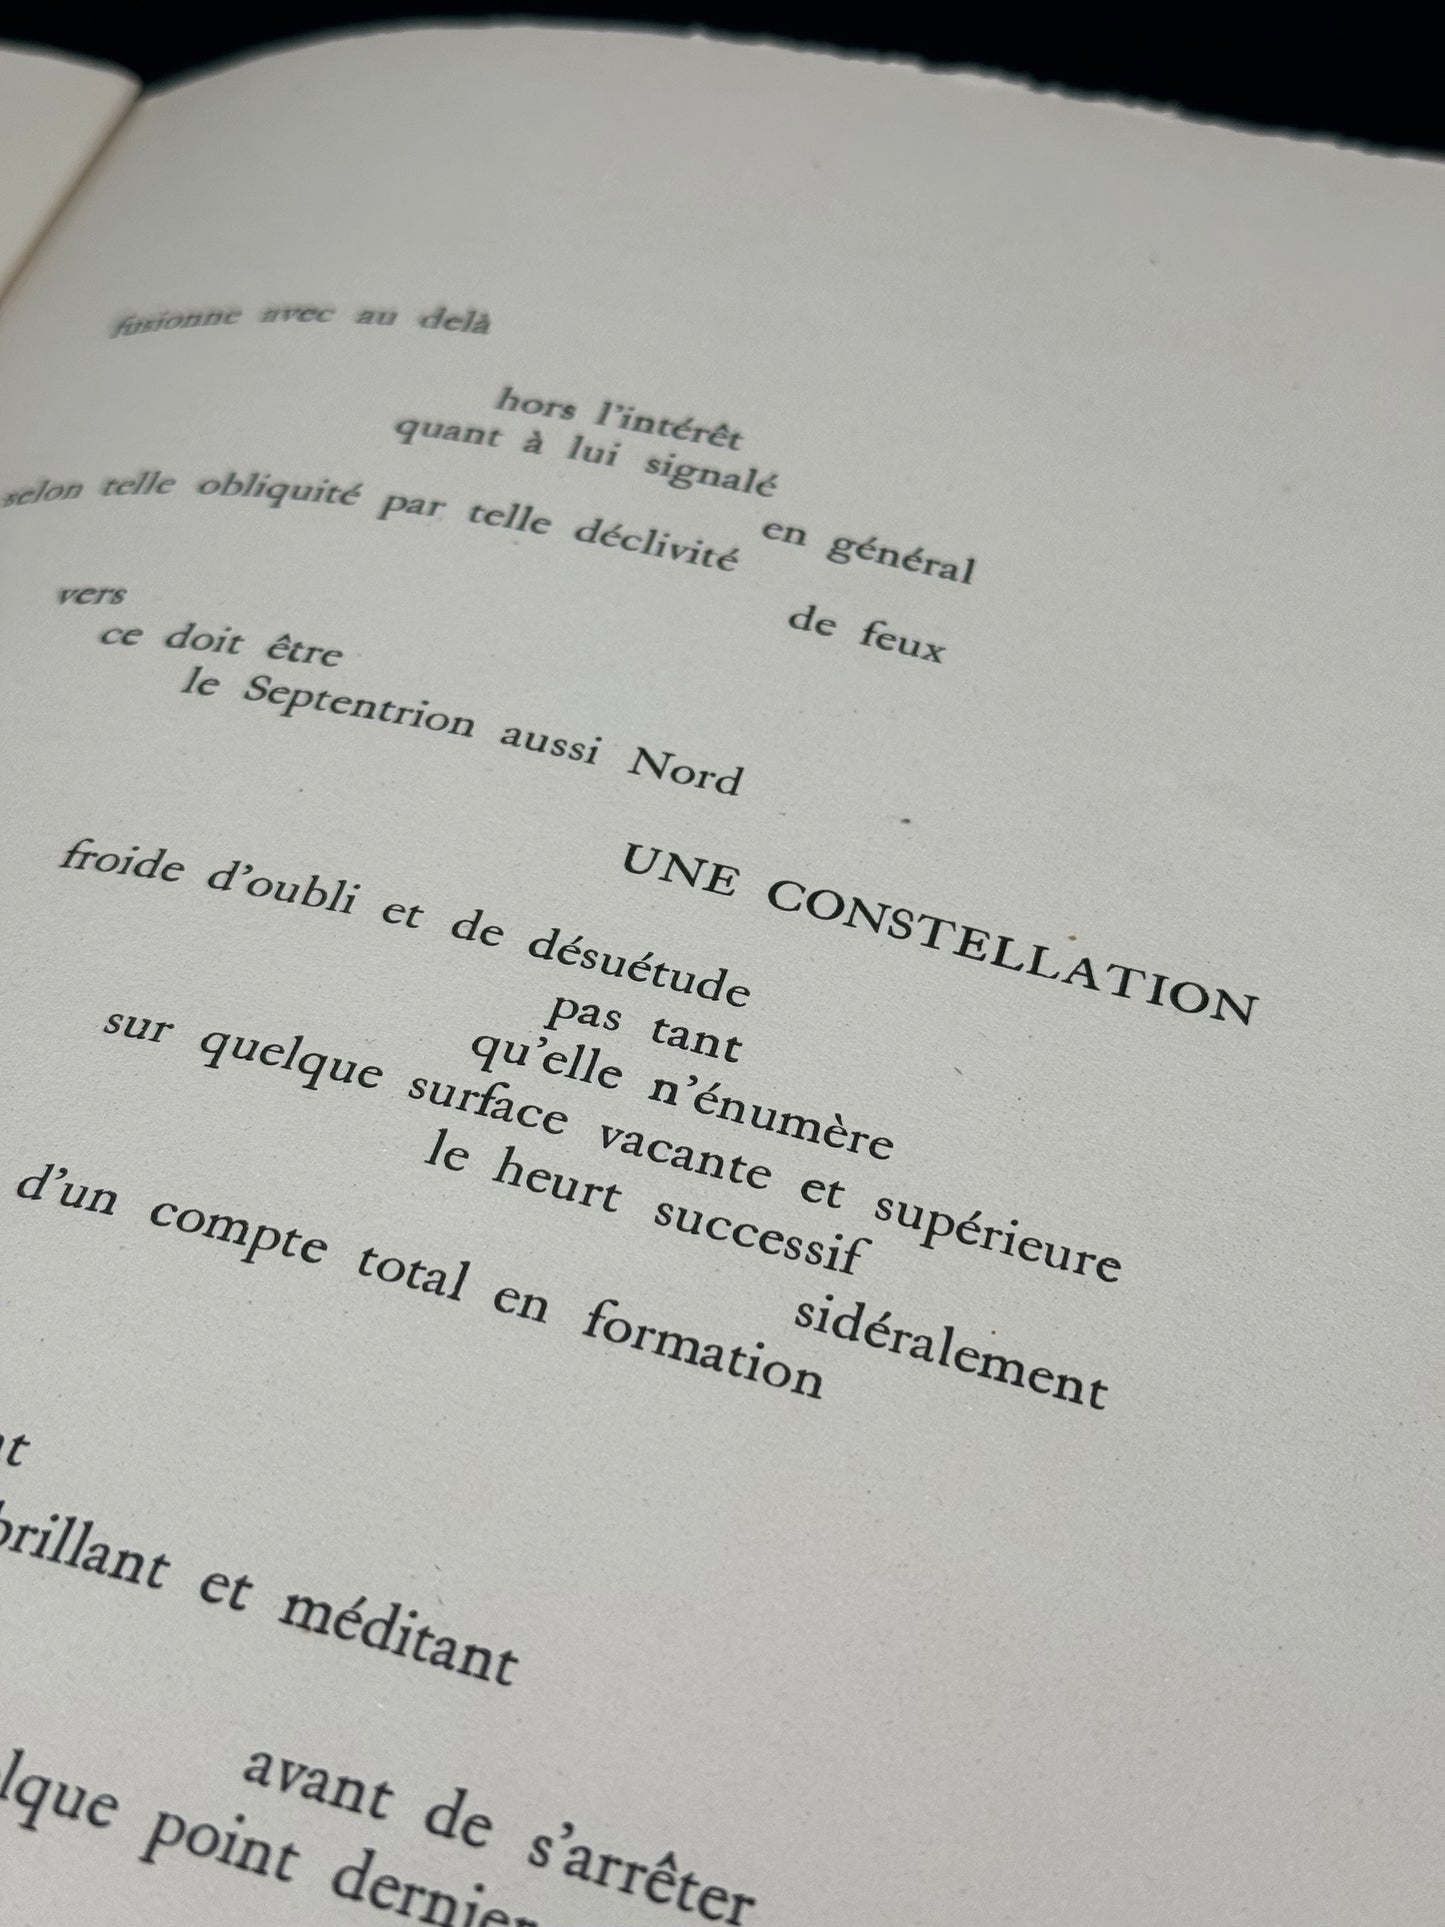 fusionne avec au delà
hors l'intérêt
quant à lui signalé
en général
selon telle obliquité par telle déclivité
de feux
vers
ce doit être
le Septentrion aussi Nord
UNE CONSTELLATION
froide d'oubli et de désuétude
pas tant
qu'elle n'énumère
sur quelque surface vacante et supérieure
le heurt successif
sidéralement
d'un compte total en formation
brillant et méditant
avant de s'arrêter
point dernier